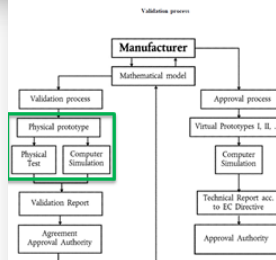 Validation process
Manufacturer
Mathematical model
Validation process
Approval process
Physical prototype
Virtual Prototypes I, II,
Physical
Test
Computer
Simulation
Computer
Simulation
Validation Report
Technical Report acc.
to EC Directive
Agreement
Approval Authority
Approval Authority